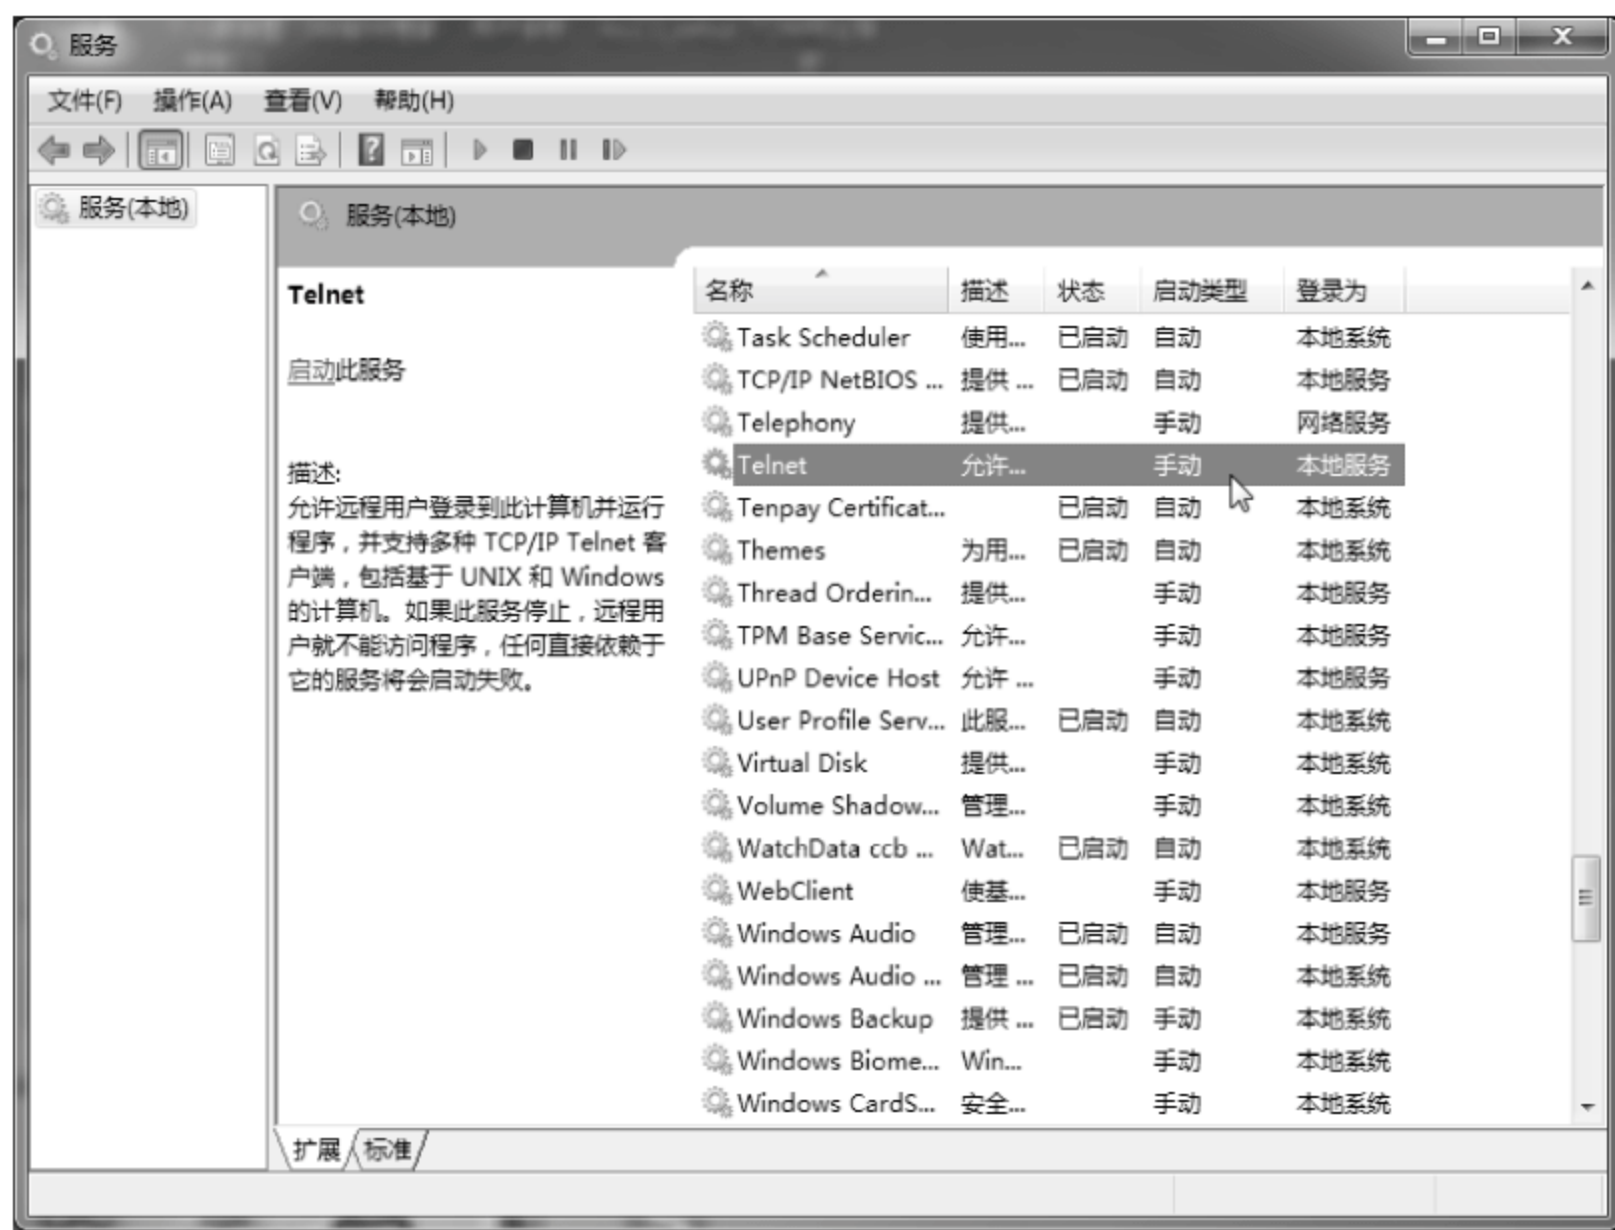 服务
文件(F) 操作(A) 查看(V) 帮助(H)
服务(本地)
服务(本地)
Telnet
启动此服务
描述:
允许远程用户登录到此计算机并运行
程序，并支持多种 TCP/IP Telnet 客
户端，包括基于 UNIX 和 Windows
的计算机。如果此服务停止，远程用
户就不能访问程序，任何直接依赖于
它的服务将会启动失败。
名称 描述 状态 启动类型 登录为
Task Scheduler 使用... 已启动 自动 本地系统
TCP/IP NetBIOS ... 提供 ... 已启动 自动 本地服务
Telephony 提供... 手动 网络服务
Telnet 允许... 手动 本地服务
Tenpay Certificat... 已启动 自动 本地系统
Themes 为用... 已启动 自动 本地系统
Thread Orderin... 提供... 手动 本地服务
TPM Base Servic... 允许... 手动 本地服务
UPnP Device Host 允许 ... 手动 本地服务
User Profile Serv... 此服... 已启动 自动 本地系统
Virtual Disk 提供... 手动 本地系统
Volume Shadow... 管理... 手动 本地系统
WatchData ccb ... Wat... 已启动 自动 本地系统
WebClient 使基... 手动 本地服务
Windows Audio 管理... 已启动 自动 本地服务
Windows Audio ... 管理 ... 已启动 自动 本地系统
Windows Backup 提供 ... 已启动 手动 本地系统
Windows Biome... Win... 手动 本地系统
Windows CardS... 安全... 手动 本地系统
扩展 标准